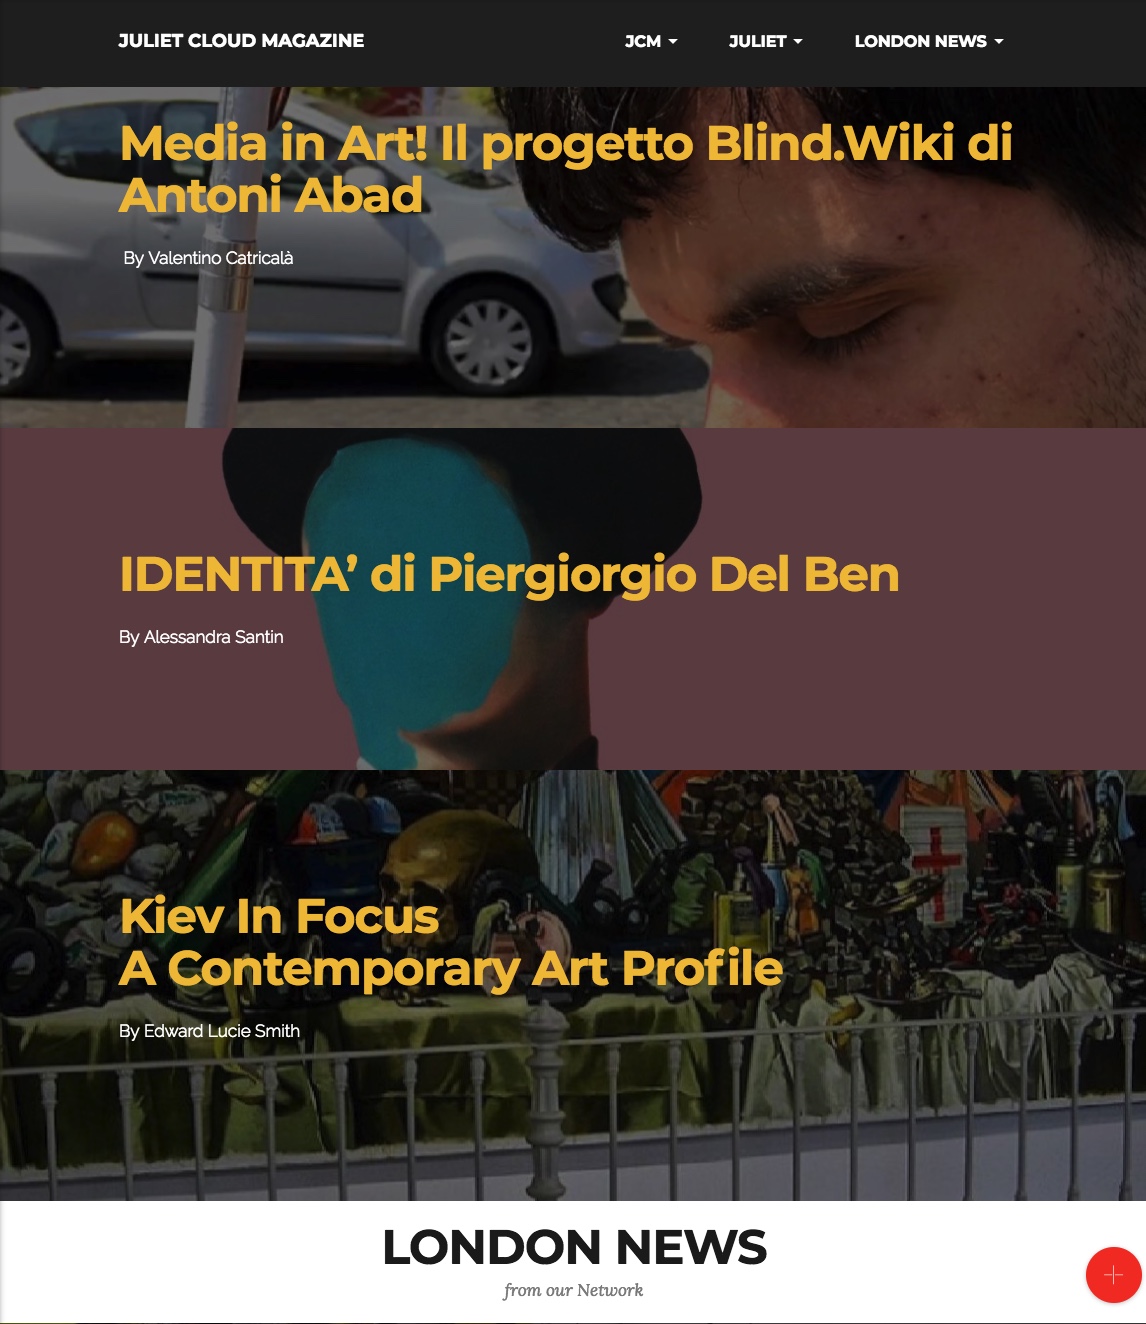 JULIET CLOUD MAGAZINE
JCM
JULIET
LONDON NEWS
Media in Art! Il progetto Blind.Wiki di
Antoni Abad
By Valentino Catricalà
IDENTITA’ di Piergiorgio Del Ben
By Alessandra Santin
Kiev In Focus
A Contemporary Art Profile
By Edward Lucie Smith
LONDON NEWS
from our Network